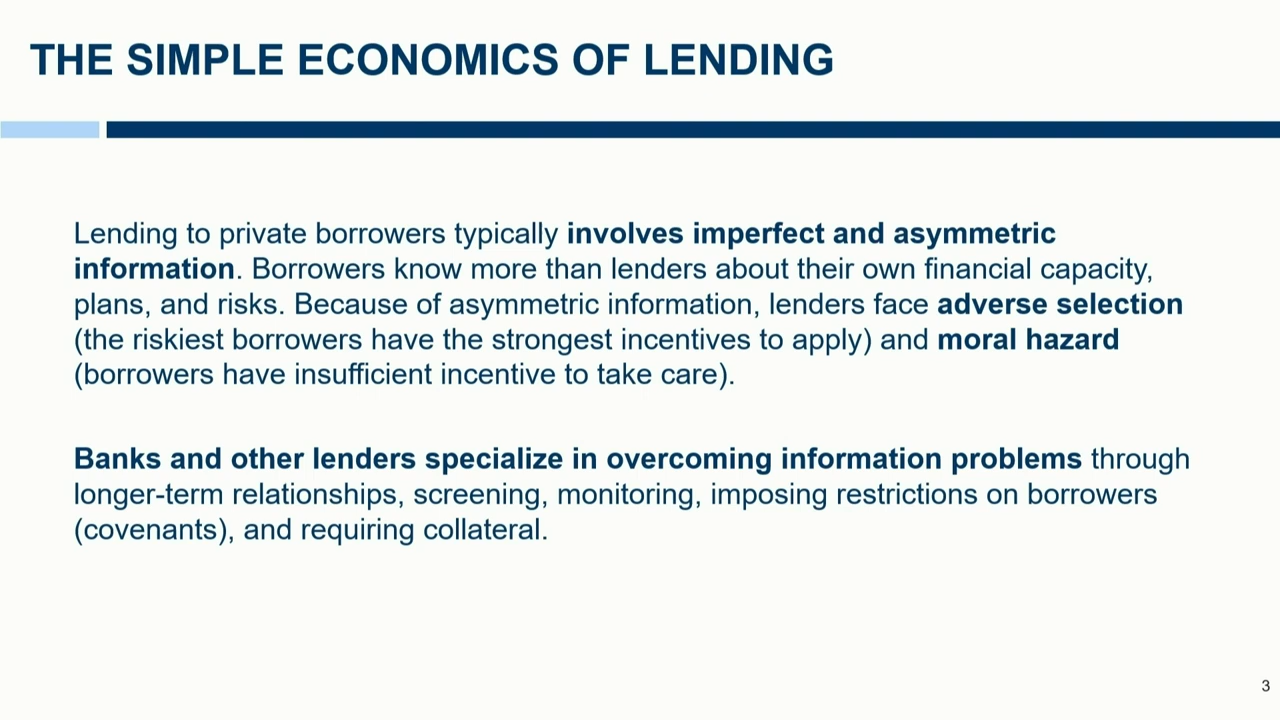 THE SIMPLE ECONOMICS OF LENDING
Lending to private borrowers typically involves imperfect and asymmetric
information. Borrowers know more than lenders about their own financial capacity,
plans, and risks. Because of asymmetric information, lenders face adverse selection
(the riskiest borrowers have the strongest incentives to apply) and moral hazard
(borrowers have insufficient incentive to take care).
Banks and other lenders specialize in overcoming information problems through
longer-term relationships, screening, monitoring, imposing restrictions on borrowers
(covenants), and requiring collateral.
3